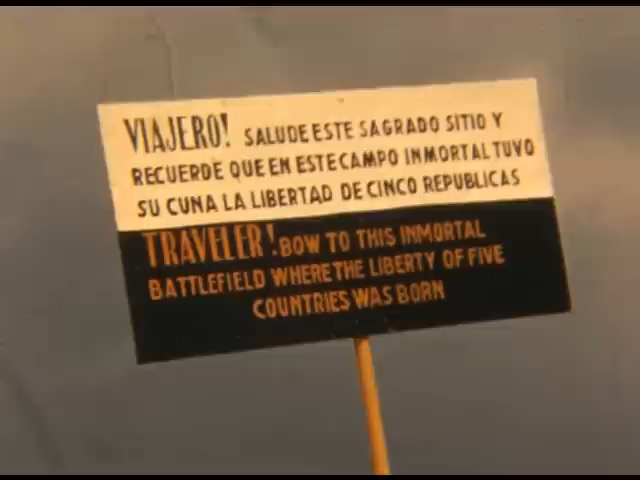 VIAJERO! SALUDE ESTE SAGRADO SITIO Y
RECUERDE QUE EN ESTE CAMPO INMORTAL TUVO
SU CUNA LA LIBERTAD DE CINCO REPUBLICAS
TRAVELER! BOW TO THIS INMORTAL
BATTLEFIELD WHERE THE LIBERTY OF FIVE
COUNTRIES WAS BORN